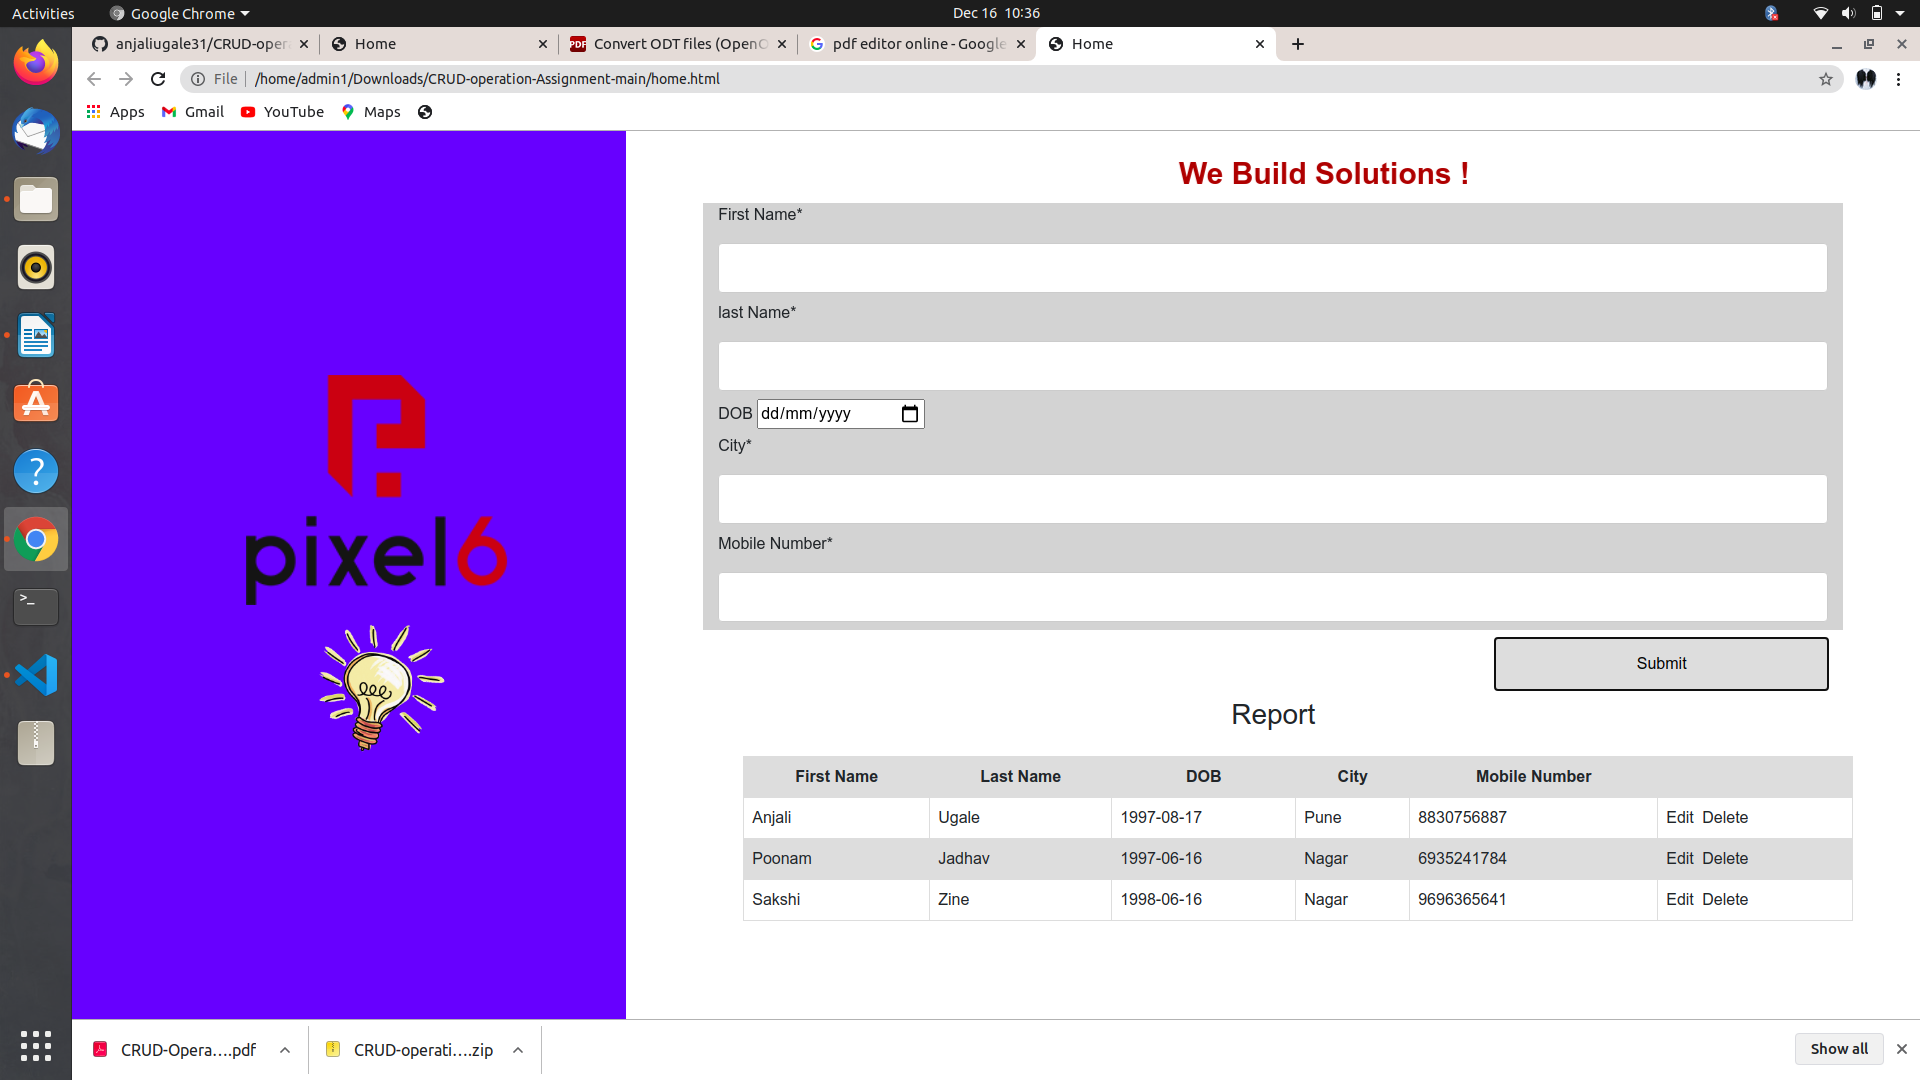 Activities Google Chrome Dec 16 10:36
anjaliugale31/CRUD-oper Home Convert ODT files (OpenO pdf editor online - Google Home
File /home/admin1/Downloads/CRUD-operation-Assignment-main/home.html
Apps Gmail YouTube Maps
We Build Solutions !
First Name*
last Name*
DOB dd/mm/yyyy
City*
Mobile Number*
Submit
pixel6
Report
First Name Last Name DOB City Mobile Number
Anjali Ugale 1997-08-17 Pune 8830756887 Edit Delete
Poonam Jadhav 1997-06-16 Nagar 6935241784 Edit Delete
Sakshi Zine 1998-06-16 Nagar 9696365641 Edit Delete
CRUD-Opera....pdf CRUD-operati....zip Show all